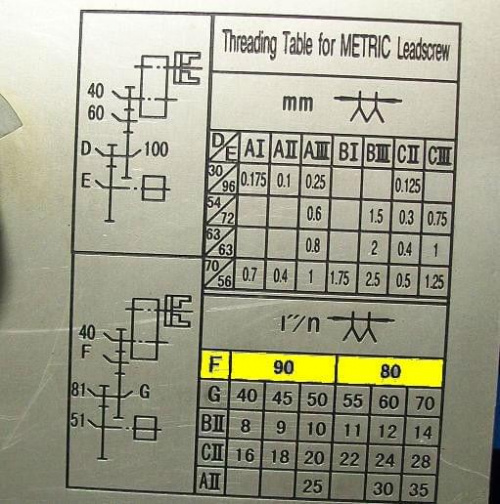 Threading Table for METRIC Leadscrew
mm
40
60
D
100
E
D/E AⅠ AⅡ AⅢ BⅠ BⅢ CⅡ CⅢ
30/96 0.175 0.1 0.25 0.125
54/72 0.6 1.5 0.3 0.75
63/63 0.8 2 0.4 1
70/56 0.7 0.4 1 1.75 2.5 0.5 1.25
1"/n
40
F
81
G
51
F 90 80
G 40 45 50 55 60 70
BⅡ 8 9 10 11 12 14
CⅡ 16 18 20 22 24 28
AⅡ 25 30 35